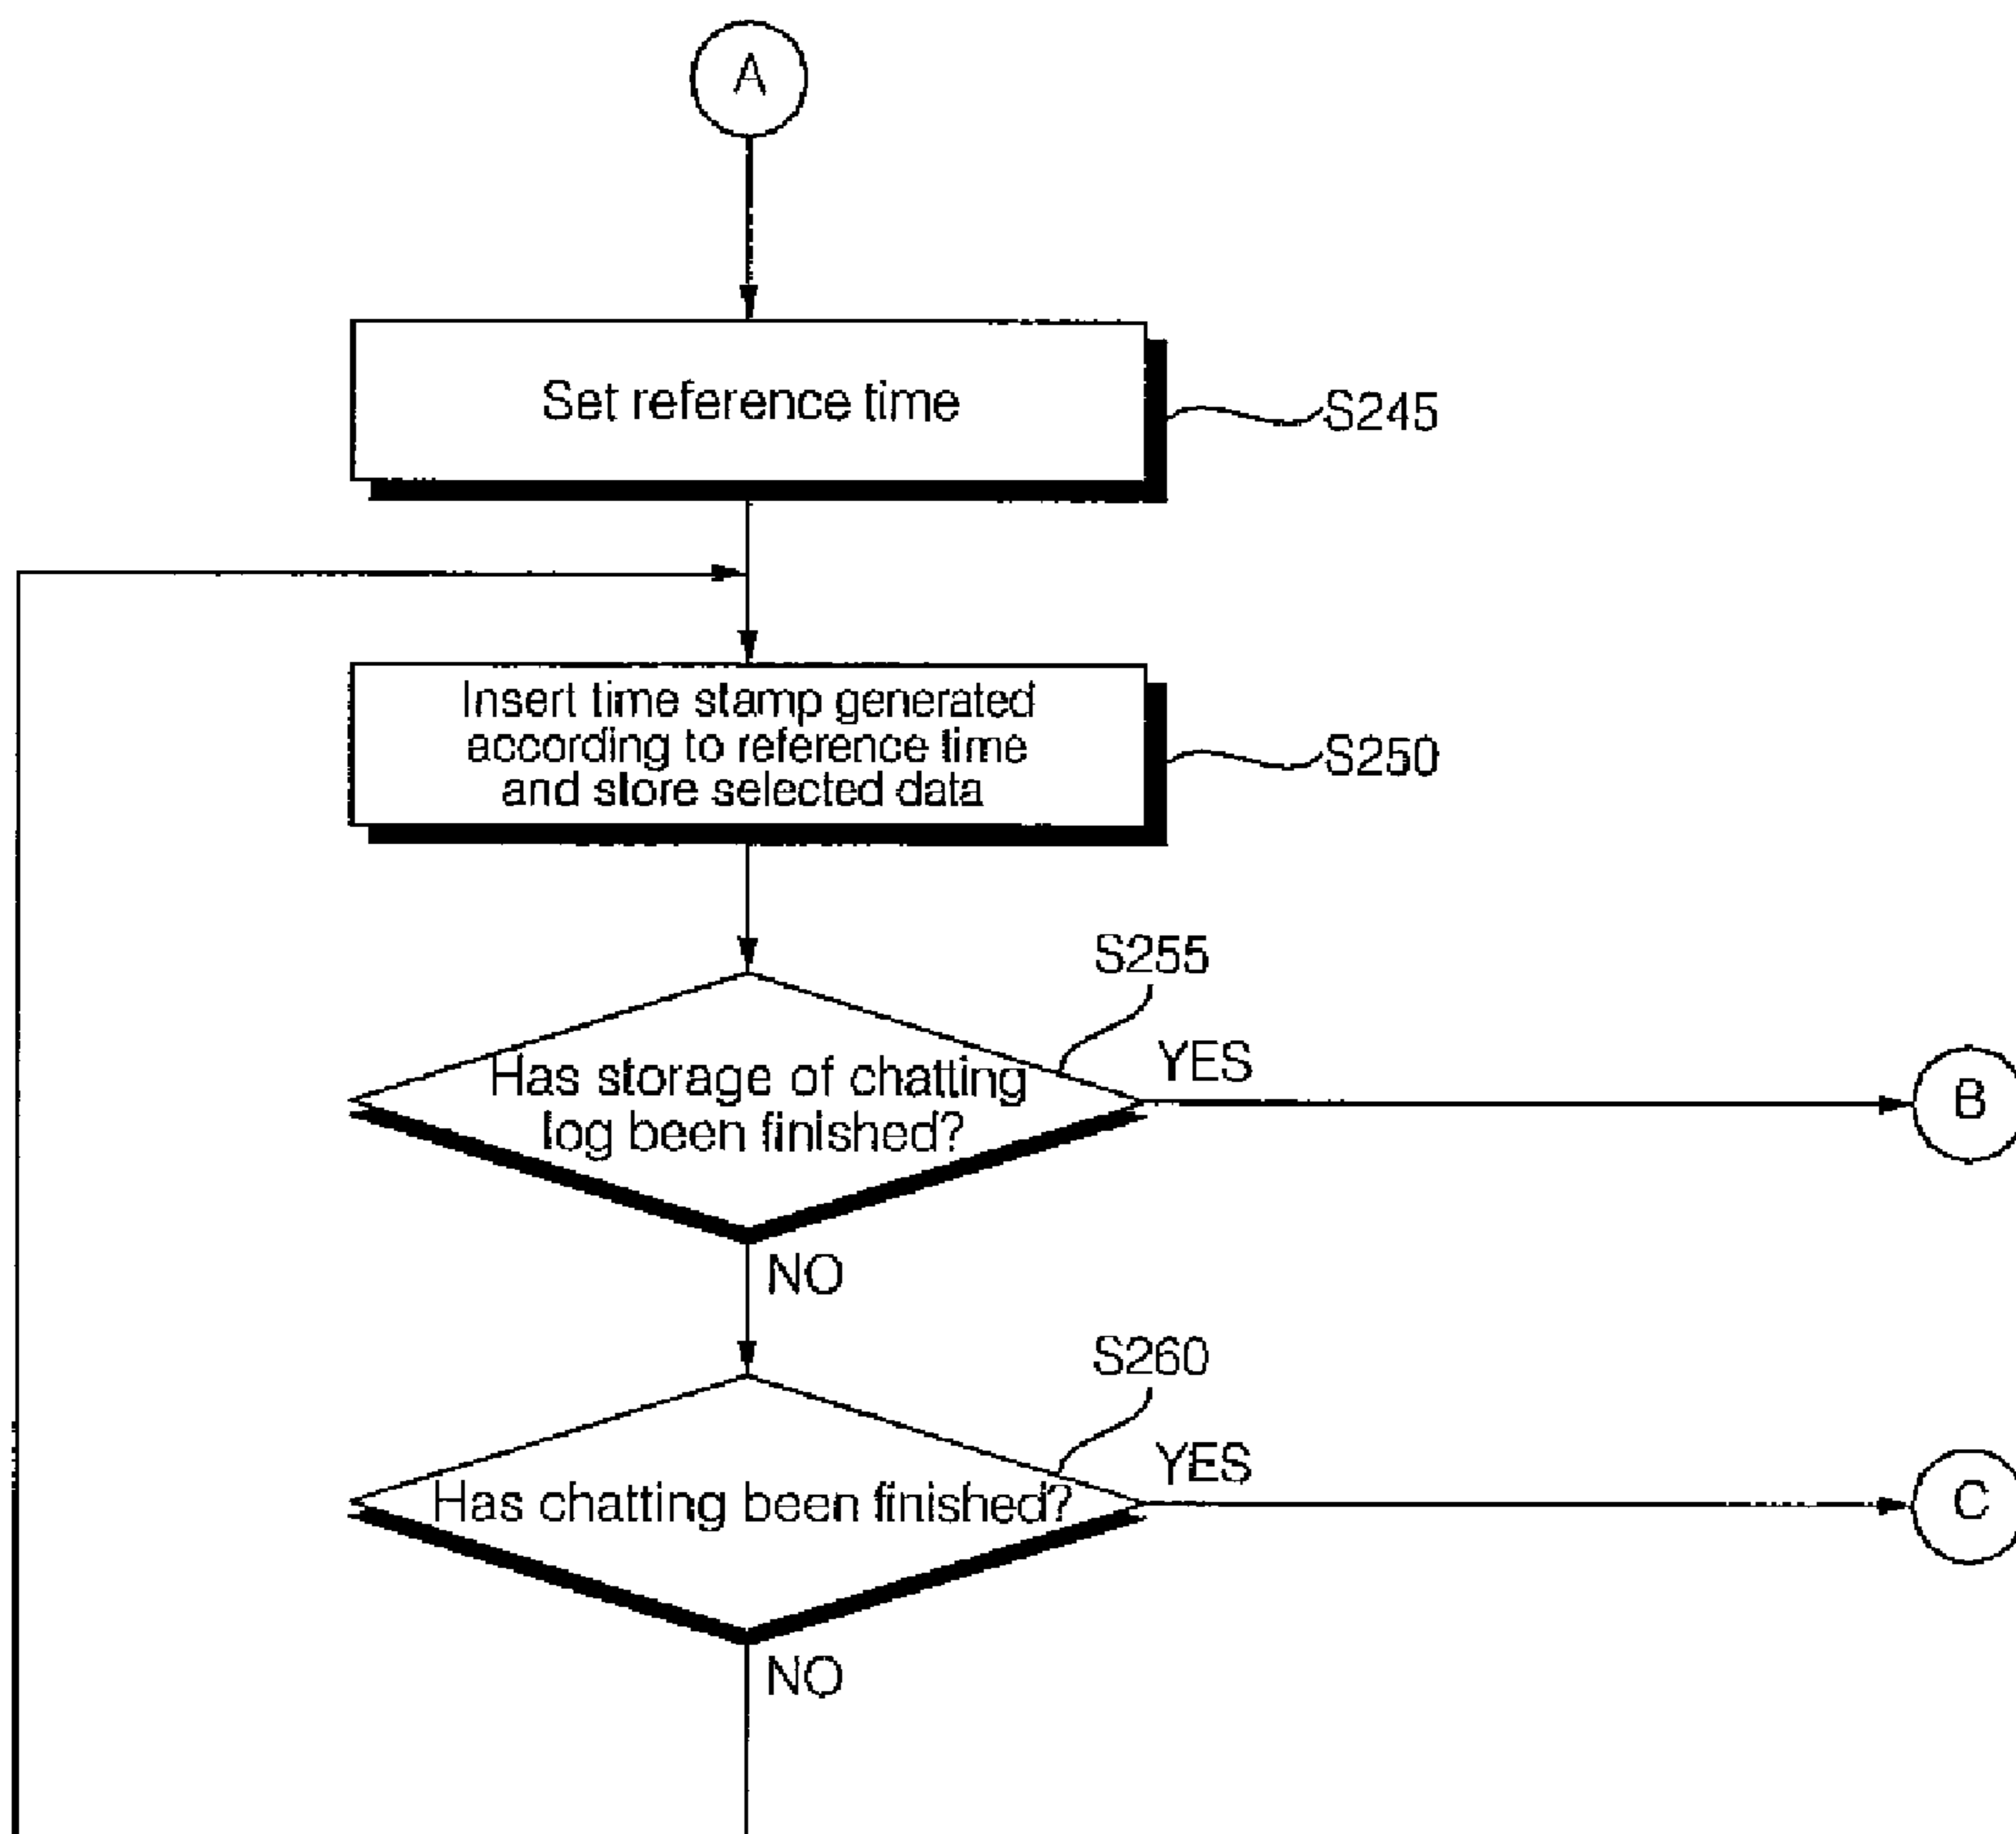 A
Set reference time
S245
Insert time stamp generated
according to reference time
and store selected data
S250
S255
Has storage of chatting
log been finished?
YES
B
NO
S260
Has chatting been finished?
YES
C
NO